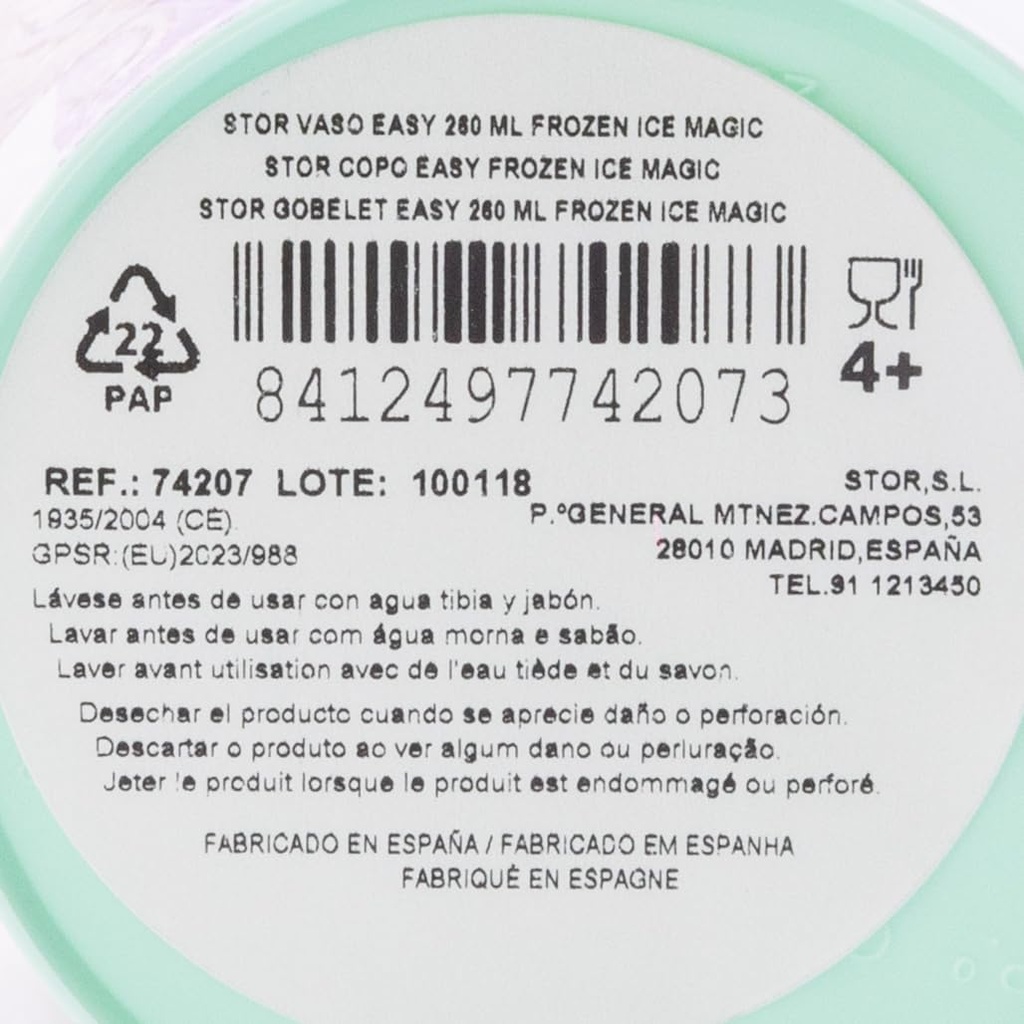 STOR VASO EASY 260 ML FROZEN ICE MAGIC
STOR COPO EASY FROZEN ICE MAGIC
STOR GOBELET EASY 260 ML FROZEN ICE MAGIC
22
PAP
8412497742073
4+
REF.: 74207 LOTE: 100118
1935/2004 (CE)
GPSR:(EU)2023/988
STOR,S.L.
P.ºGENERAL MTNEZ.CAMPOS,53
28010 MADRID,ESPAÑA
TEL.91 1213450
Lávese antes de usar con agua tibia y jabón.
Lavar antes de usar com água morna e sabão.
Laver avant utilisation avec de l'eau tiède et du savon.
Desechar el producto cuando se aprecie daño o perforación.
Descartar o produto ao ver algum dano ou perluração.
Jeter le produit lorsque le produit est endommagé ou perforé.
FABRICADO EN ESPAÑA / FABRICADO EM ESPANHA
FABRIQUÉ EN ESPAGNE